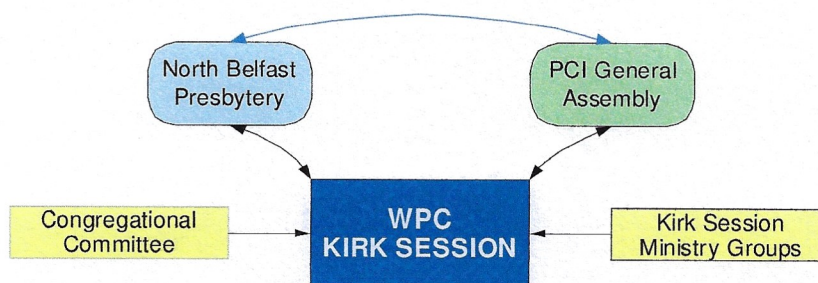 North Belfast
Presbytery
PCI General
Assembly
Congregational
Committee
WPC
KIRK SESSION
Kirk Session
Ministry Groups